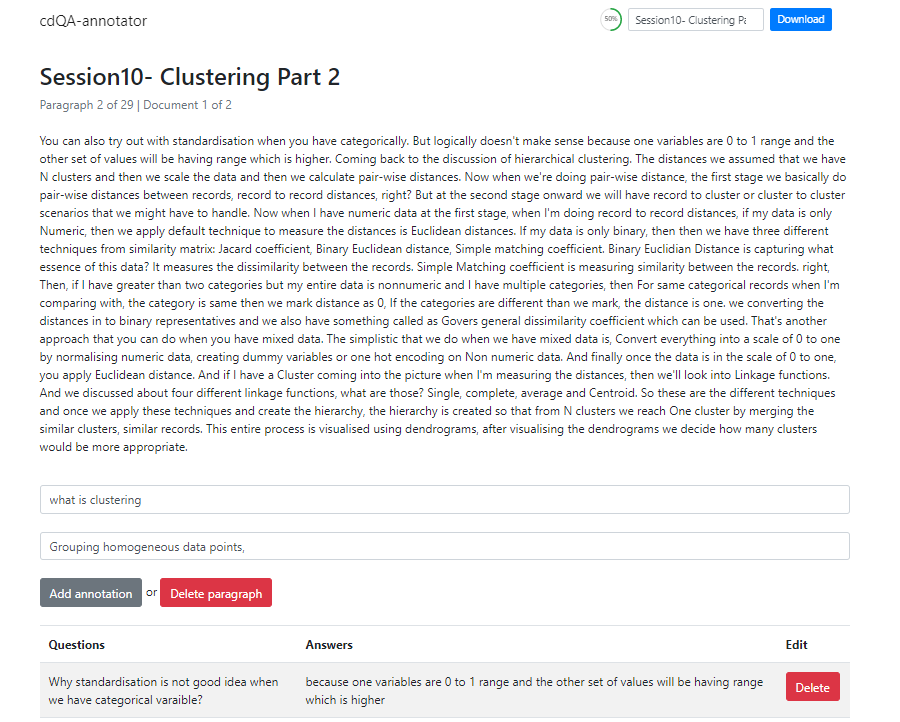 cdQA-annotator
50%
Session10- Clustering Pa
Download
Session10- Clustering Part 2
Paragraph 2 of 29 | Document 1 of 2
You can also try out with standardisation when you have categorically. But logically doesn't make sense because one variables are 0 to 1 range and the
other set of values will be having range which is higher. Coming back to the discussion of hierarchical clustering. The distances we assumed that we have
N clusters and then we scale the data and then we calculate pair-wise distances. Now when we're doing pair-wise distance, the first stage we basically do
pair-wise distances between records, record to record distances, right? But at the second stage onward we will have record to cluster or cluster to cluster
scenarios that we might have to handle. Now when I have numeric data at the first stage, when I'm doing record to record distances, if my data is only
Numeric, then we apply default technique to measure the distances is Euclidean distances. If my data is only binary, then then we have three different
techniques from similarity matrix: Jacard coefficient, Binary Euclidean distance, Simple matching coefficient. Binary Euclidian Distance is capturing what
essence of this data? It measures the dissimilarity between the records. Simple Matching coefficient is measuring similarity between the records. right,
Then, if I have greater than two categories but my entire data is nonnumeric and I have multiple categories, then For same categorical records when I'm
comparing with, the category is same then we mark distance as 0, If the categories are different than we mark, the distance is one. we converting the
distances in to binary representatives and we also have something called as Govers general dissimilarity coefficient which can be used. That's another
approach that you can do when you have mixed data. The simplistic that we do when we have mixed data is, Convert everything into a scale of 0 to one
by normalising numeric data, creating dummy variables or one hot encoding on Non numeric data. And finally once the data is in the scale of 0 to one,
you apply Euclidean distance. And if I have a Cluster coming into the picture when I'm measuring the distances, then we'll look into Linkage functions.
And we discussed about four different linkage functions, what are those? Single, complete, average and Centroid. So these are the different techniques
and once we apply these techniques and create the hierarchy, the hierarchy is created so that from N clusters we reach One cluster by merging the
similar clusters, similar records. This entire process is visualised using dendrograms, after visualising the dendrograms we decide how many clusters
would be more appropriate.
what is clustering
Grouping homogeneous data points,
Add annotation or Delete paragraph
Questions Answers Edit
Why standardisation is not good idea when because one variables are 0 to 1 range and the other set of values will be having range Delete
we have categorical varaible? which is higher